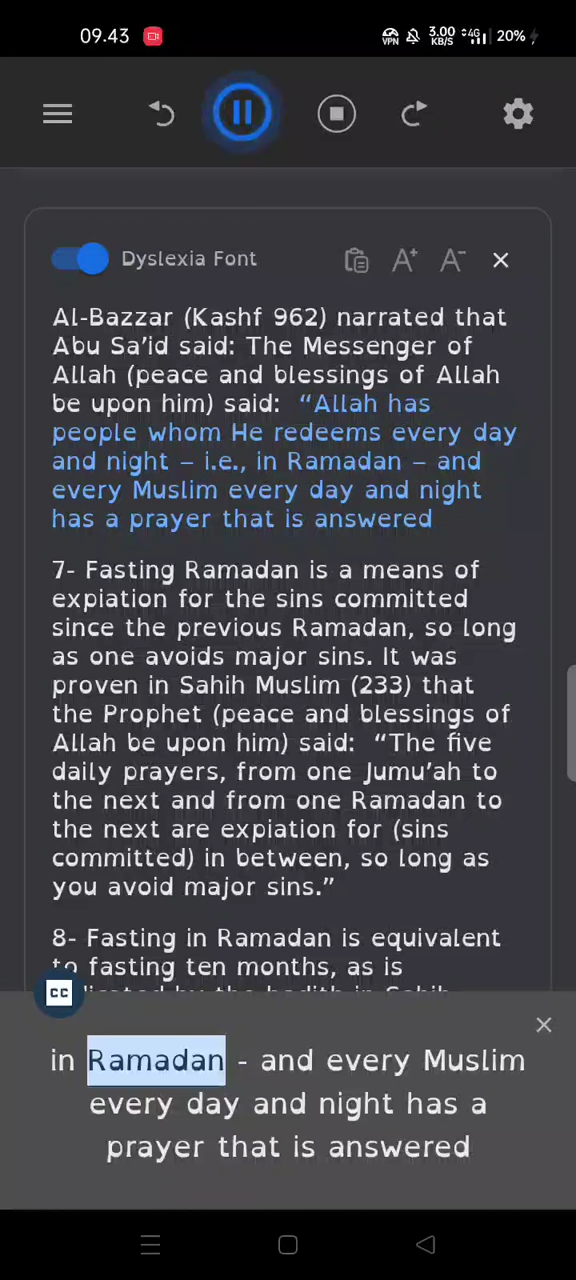 09.43
VPN
3.00
KB/S
4G
20%
Dyslexia Font
A+
A-
Al-Bazzar (Kashf 962) narrated that
Abu Sa’id said: The Messenger of
Allah (peace and blessings of Allah
be upon him) said: “Allah has
people whom He redeems every day
and night – i.e., in Ramadan – and
every Muslim every day and night
has a prayer that is answered
7- Fasting Ramadan is a means of
expiation for the sins committed
since the previous Ramadan, so long
as one avoids major sins. It was
proven in Sahih Muslim (233) that
the Prophet (peace and blessings of
Allah be upon him) said: “The five
daily prayers, from one Jumu’ah to
the next and from one Ramadan to
the next are expiation for (sins
committed) in between, so long as
you avoid major sins.”
8- Fasting in Ramadan is equivalent
to fasting ten months, as is
by the hadith in Sahih
CC
in Ramadan - and every Muslim
every day and night has a
prayer that is answered